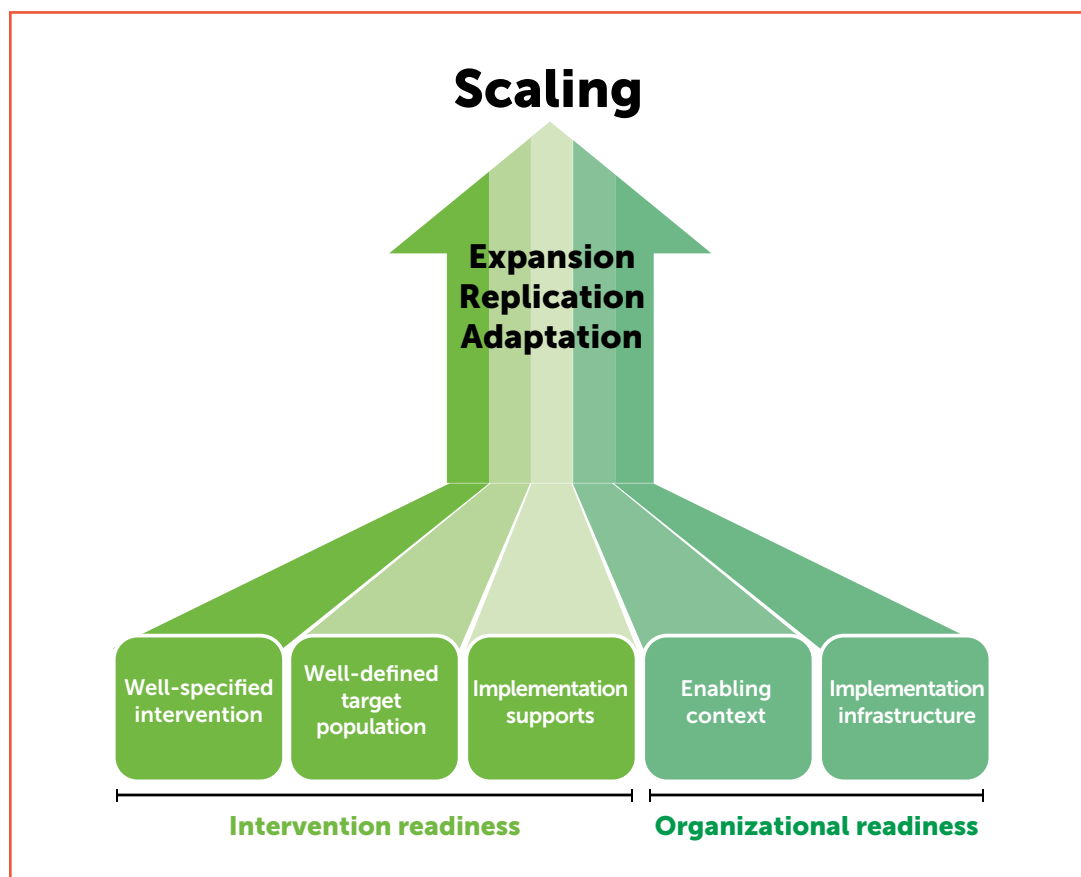 Scaling
Expansion
Replication
Adaptation
Well-specified
intervention
Well-defined
target
population
Implementation
supports
Enabling
context
Implementation
infrastructure
Intervention readiness
Organizational readiness